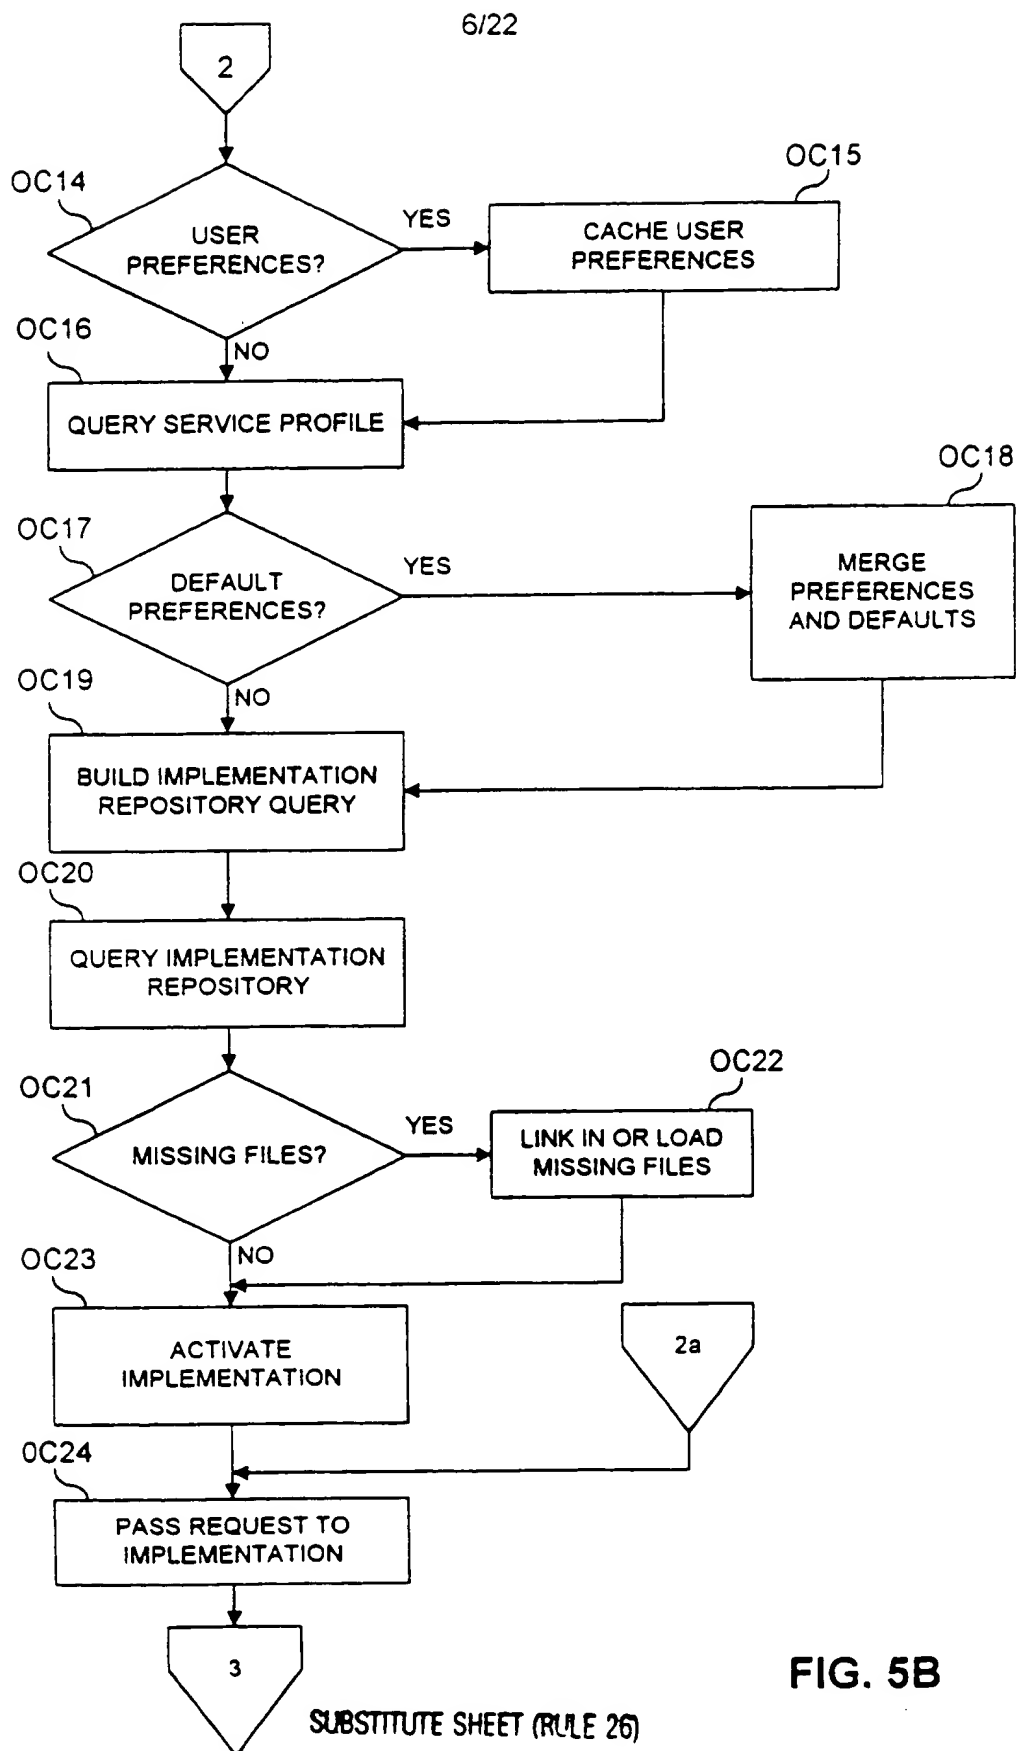 6/22
2
OC14
USER
PREFERENCES?
YES
OC15
CACHE USER
PREFERENCES
OC16
NO
QUERY SERVICE PROFILE
OC17
DEFAULT
PREFERENCES?
YES
OC18
MERGE
PREFERENCES
AND DEFAULTS
OC19
NO
BUILD IMPLEMENTATION
REPOSITORY QUERY
OC20
QUERY IMPLEMENTATION
REPOSITORY
OC21
MISSING FILES?
YES
OC22
LINK IN OR LOAD
MISSING FILES
OC23
NO
ACTIVATE
IMPLEMENTATION
2a
OC24
PASS REQUEST TO
IMPLEMENTATION
3
FIG. 5B
SUBSTITUTE SHEET (RULE 26)